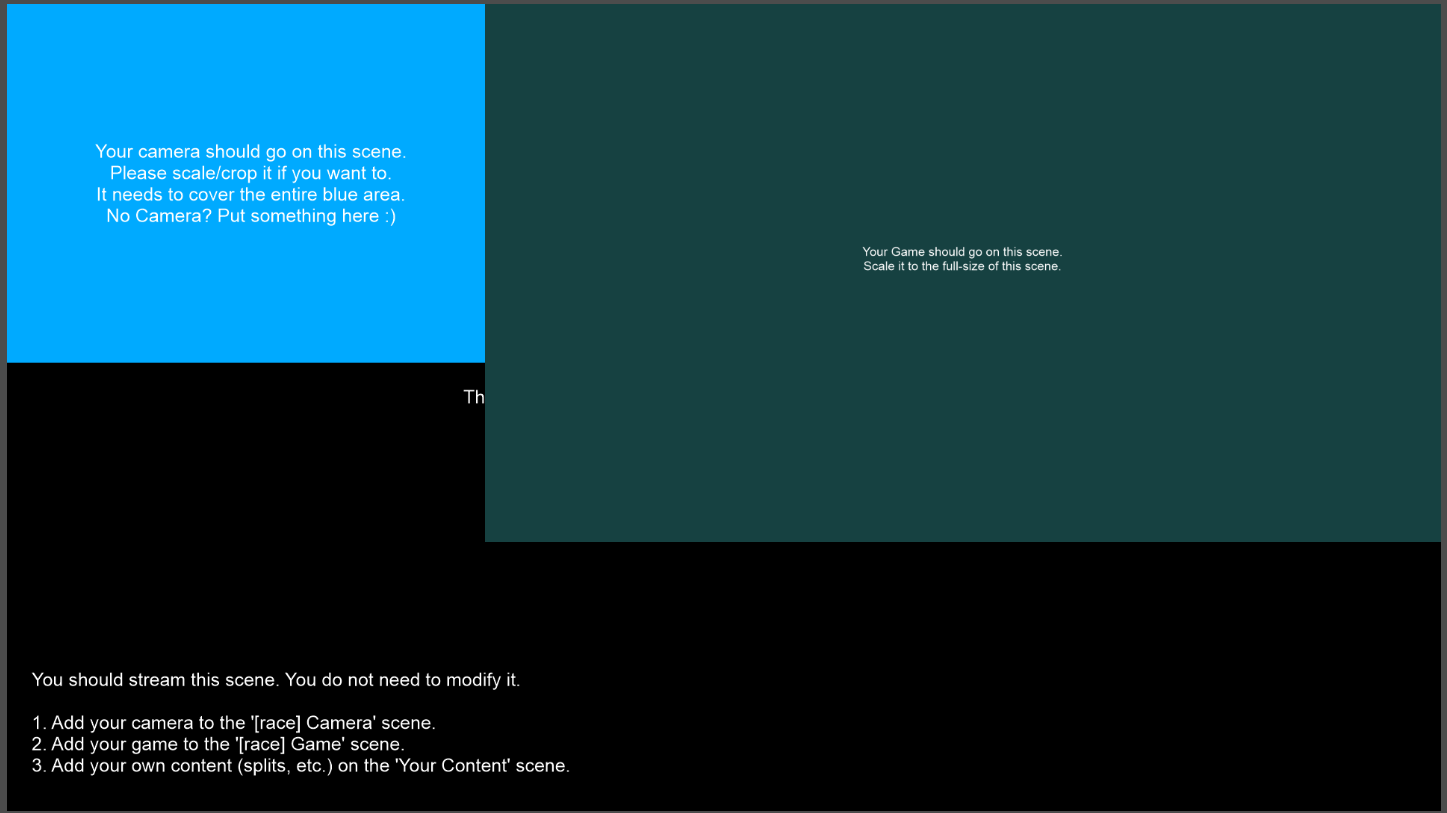 Your camera should go on this scene.
Please scale/crop it if you want to.
It needs to cover the entire blue area.
No Camera? Put something here :)
Your Game should go on this scene.
Scale it to the full-size of this scene.
Th
You should stream this scene. You do not need to modify it.
1. Add your camera to the '[race] Camera' scene.
2. Add your game to the '[race] Game' scene.
3. Add your own content (splits, etc.) on the 'Your Content' scene.